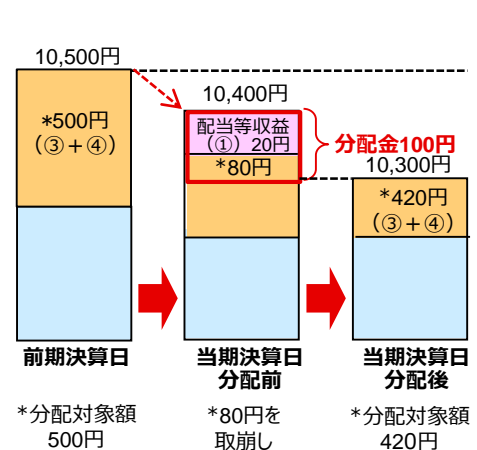 10,500円
*500円
（③＋④）
10,400円
配当等収益
（①）20円
*80円
分配金100円
10,300円
*420円
（③＋④）
前期決算日
当期決算日
分配前
当期決算日
分配後
*分配対象額
500円
*80円を
取崩し
*分配対象額
420円